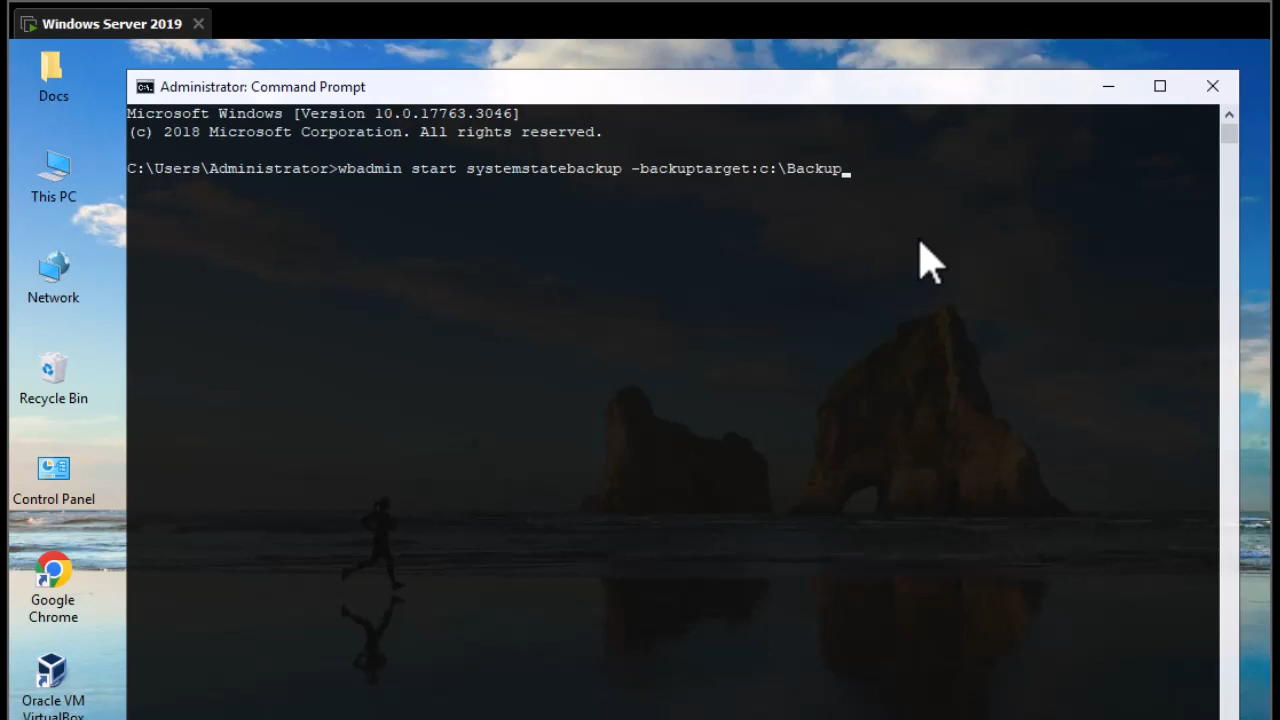 Windows Server 2019
Docs
This PC
Network
Recycle Bin
Control Panel
Google
Chrome
Oracle VM
VirtualBox
Administrator: Command Prompt
Microsoft Windows [Version 10.0.17763.3046]
(c) 2018 Microsoft Corporation. All rights reserved.
C:\Users\Administrator>wbadmin start systemstatebackup -backuptarget:c:\Backup_